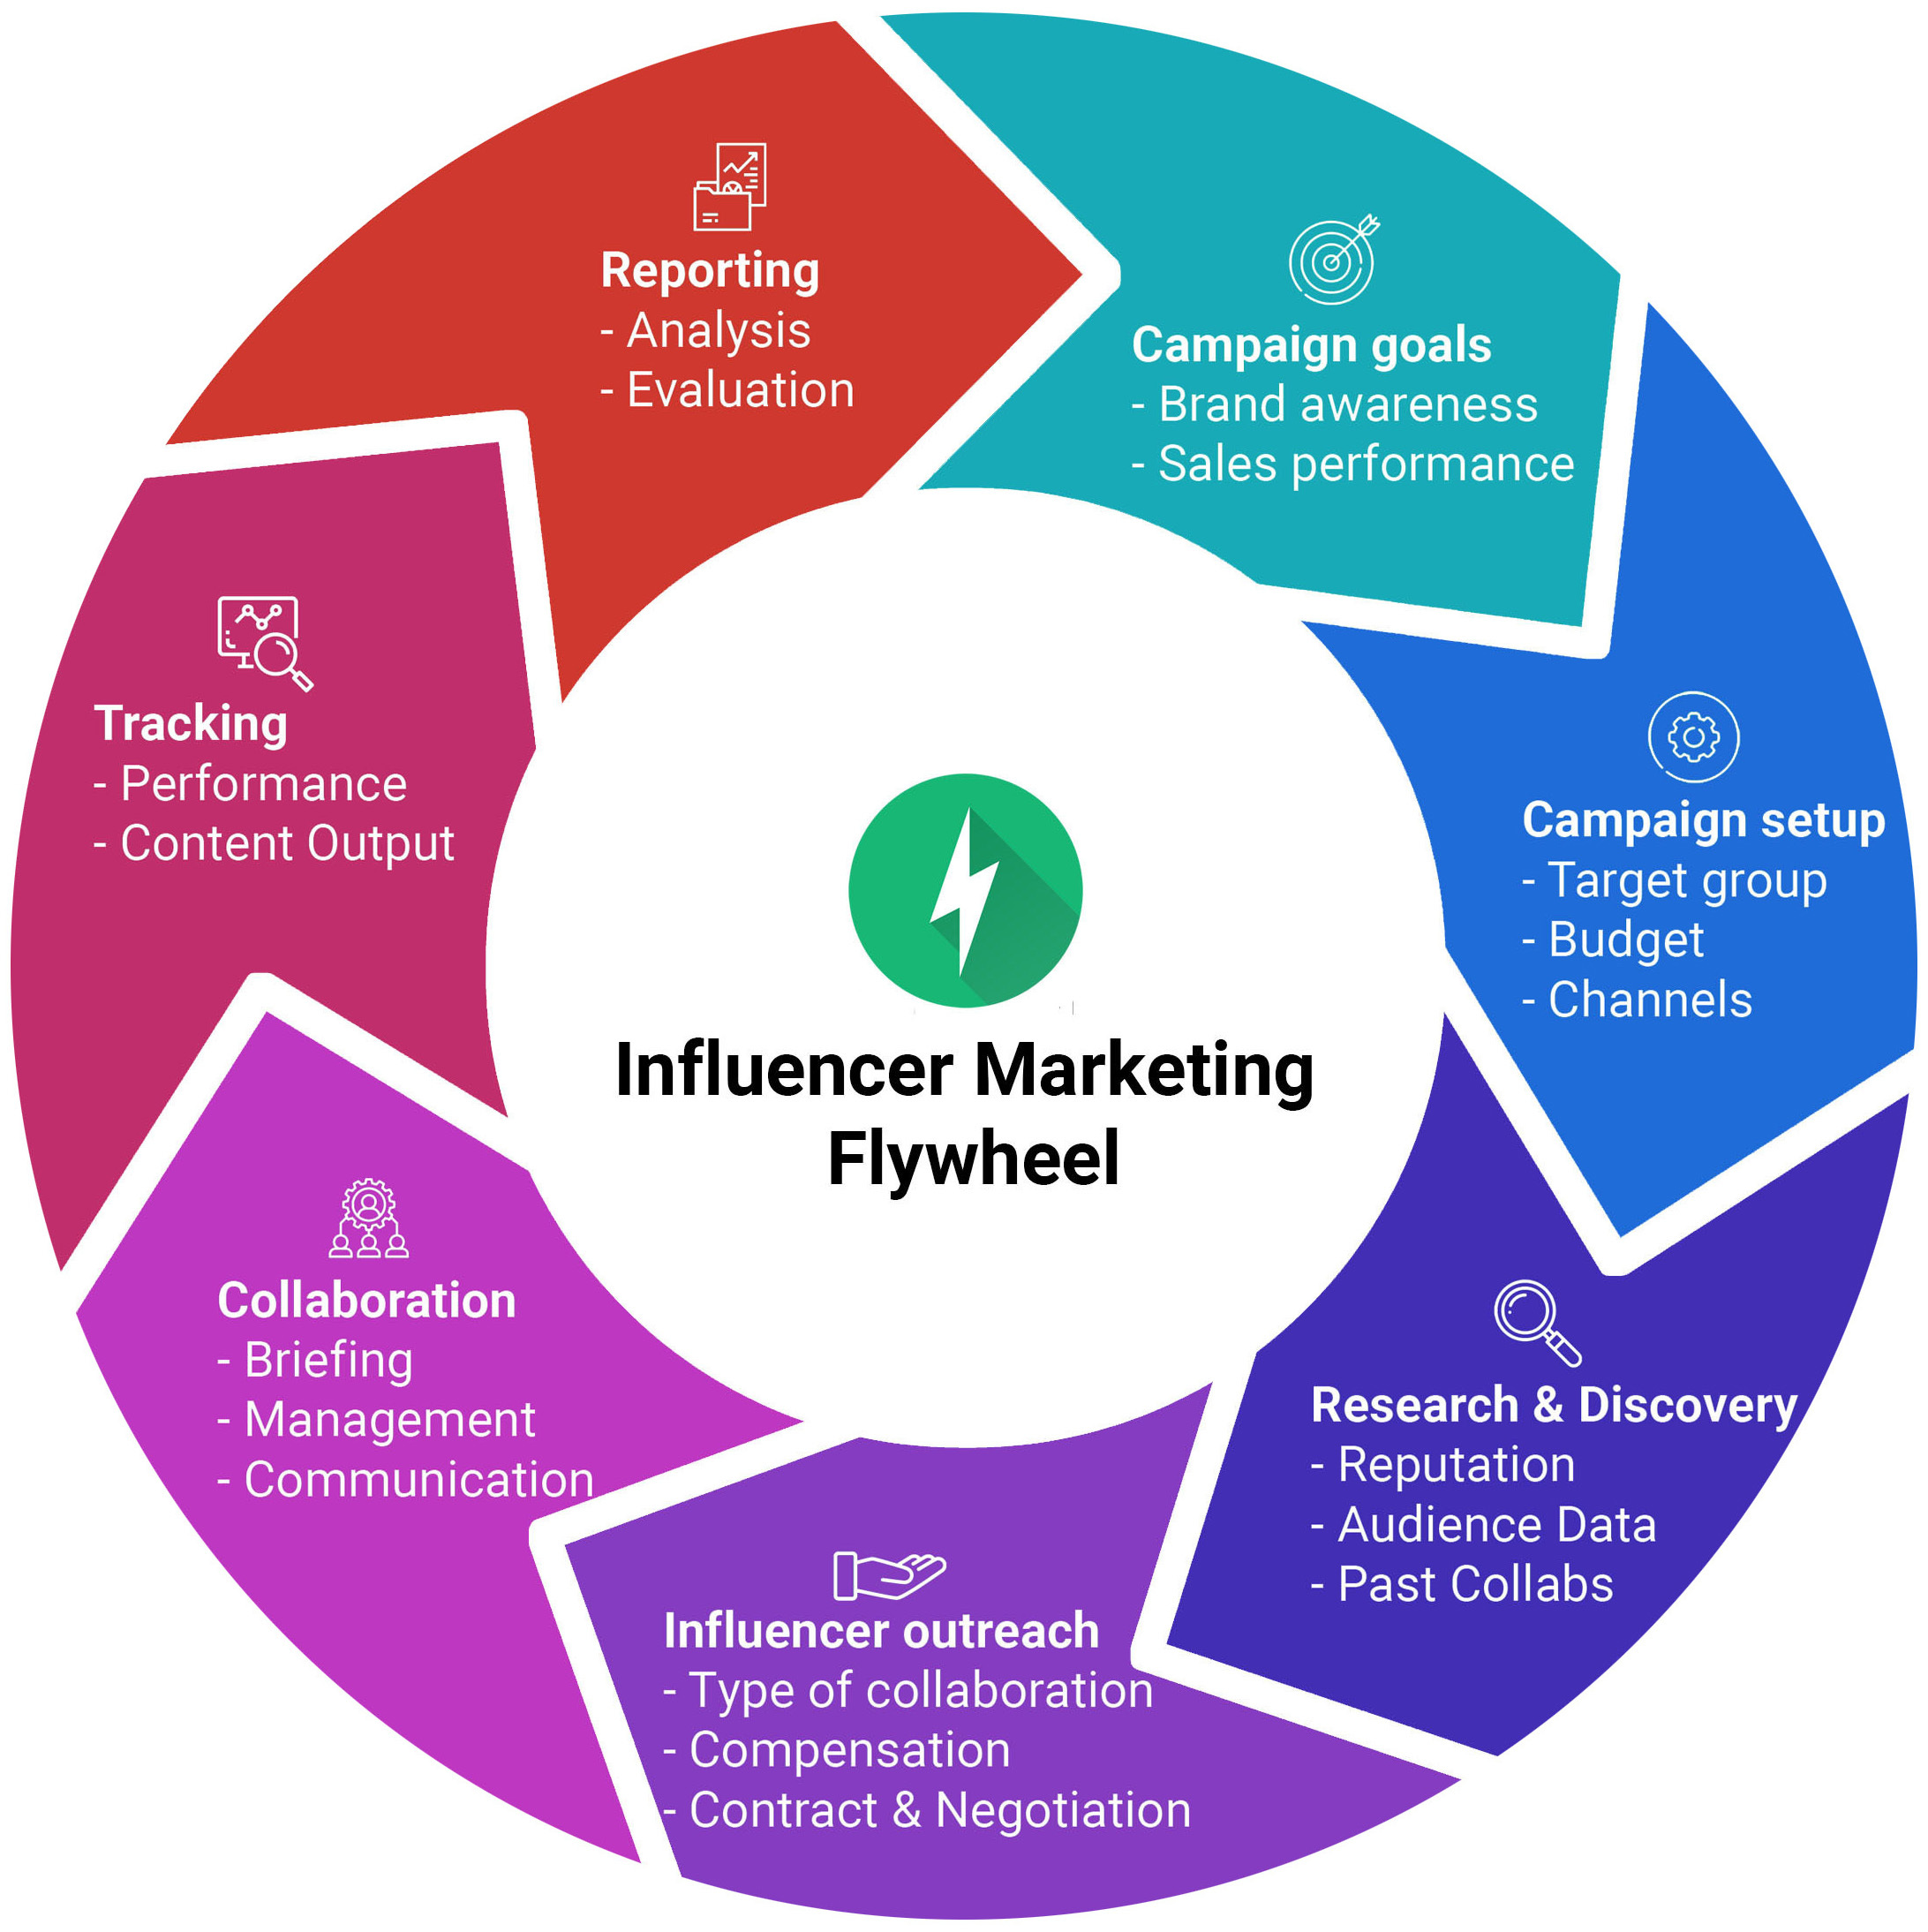 Influencer Marketing
Flywheel
Campaign goals
- Brand awareness
- Sales performance
Campaign setup
- Target group
- Budget
- Channels
Research & Discovery
- Reputation
- Audience Data
- Past Collabs
Influencer outreach
- Type of collaboration
- Compensation
- Contract & Negotiation
Collaboration
- Briefing
- Management
- Communication
Tracking
- Performance
- Content Output
Reporting
- Analysis
- Evaluation